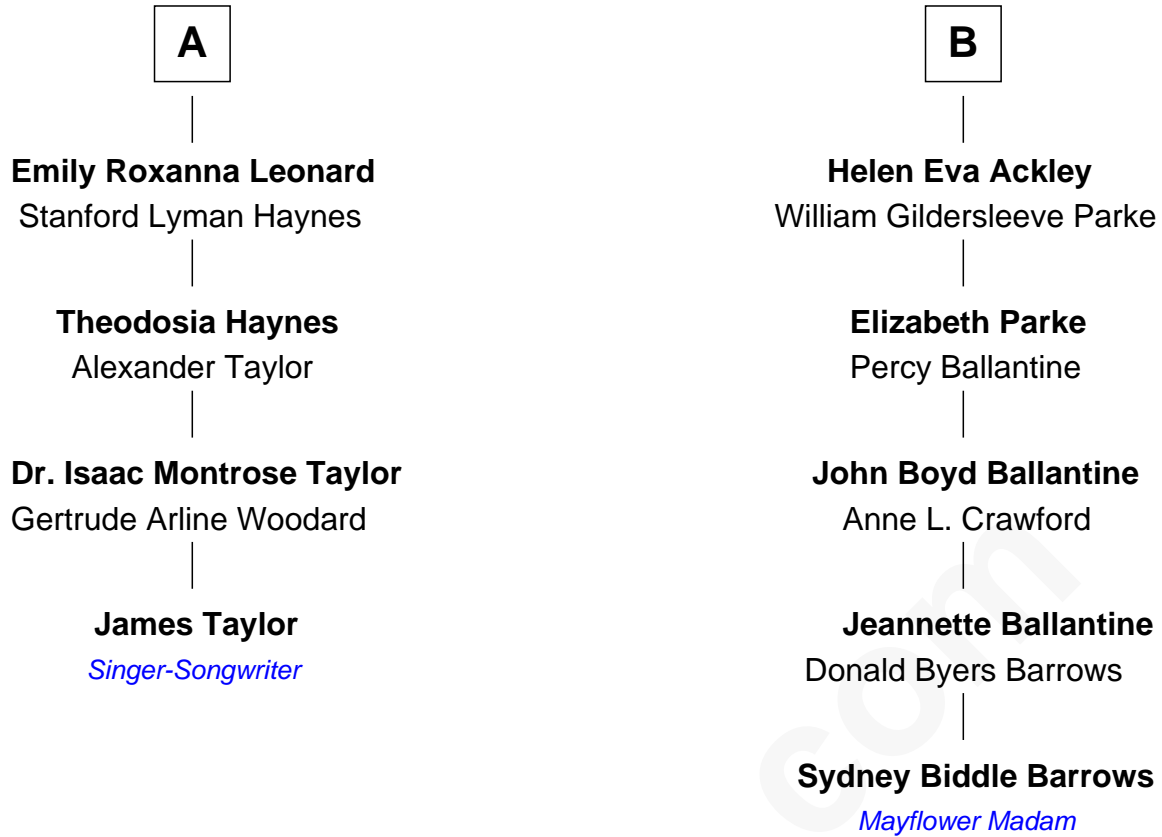 A
Emily Roxanna Leonard
Stanford Lyman Haynes
Theodosia Haynes
Alexander Taylor
Dr. Isaac Montrose Taylor
Gertrude Arline Woodard
James Taylor
Singer-Songwriter
B
Helen Eva Ackley
William Gildersleeve Parke
Elizabeth Parke
Percy Ballantine
John Boyd Ballantine
Anne L. Crawford
Jeannette Ballantine
Donald Byers Barrows
Sydney Biddle Barrows
Mayflower Madam
com